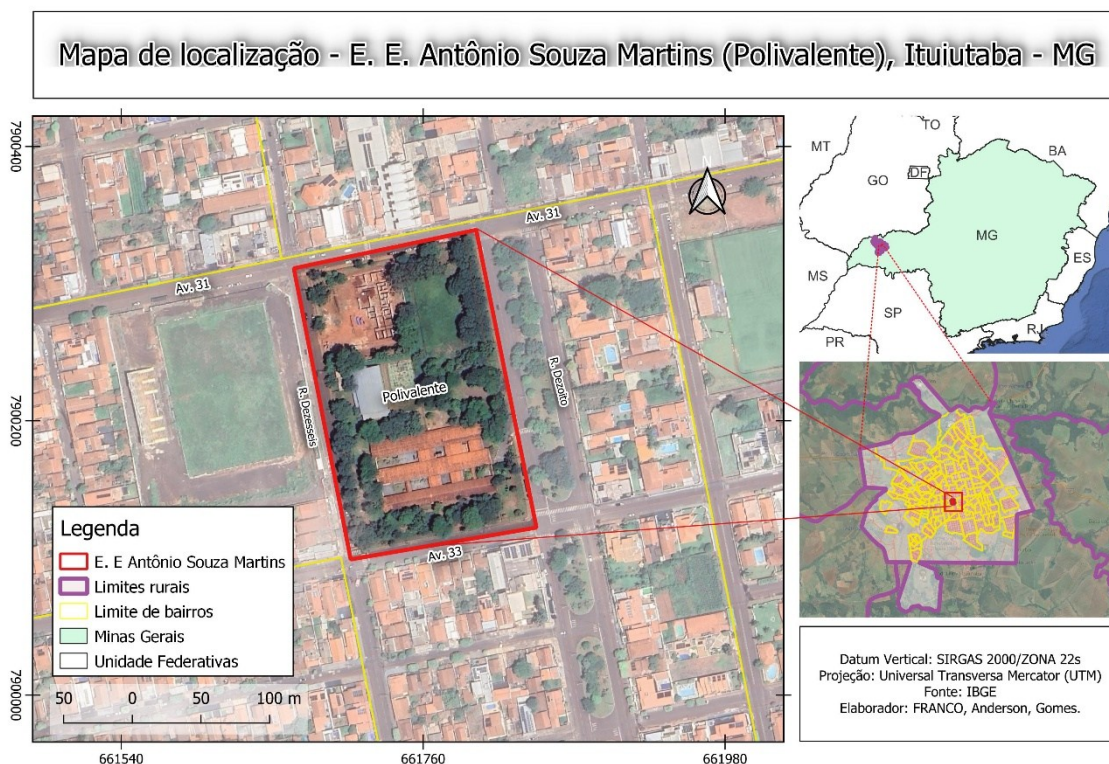 Mapa de localização - E. E. Antônio Souza Martins (Polivalente), Ituiutaba - MG
7900400
7900200
7900000
661540
661760
661980
Av. 31
Av. 31
R. Dezesseis
Polivalente
R. Dezoito
Av. 33
Legenda
E. E Antônio Souza Martins
Limites rurais
Limite de bairros
Minas Gerais
Unidade Federativas
50 0 50 100 m
TO
MT
BA
DF
GO
MG
ES
MS
SP
RJ
PR
Datum Vertical: SIRGAS 2000/ZONA 22s
Projeção: Universal Transversa Mercator (UTM)
Fonte: IBGE
Elaborador: FRANCO, Anderson, Gomes.